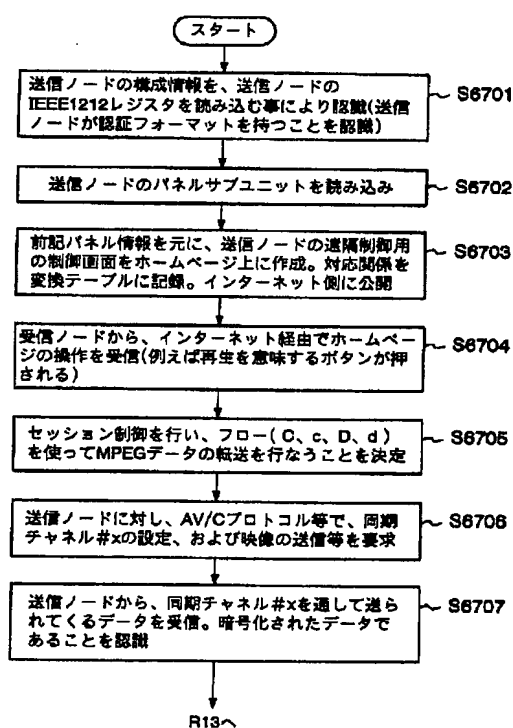 スタート
送信ノードの構成情報を、送信ノードの
IEEE1212レジスタを読み込む事により認識(送信
ノードが認証フォーマットを持つことを認識)
S6701
送信ノードのパネルサブユニットを読み込み
S6702
前記パネル情報を元に、送信ノードの遠隔制御用
の制御画面をホームページ上に作成。対応関係を
変換テーブルに記録。インターネット側に公開
S6703
受信ノードから、インターネット経由でホームペー
ジの操作を受信(例えば再生を意味するボタンが押
される)
S6704
セッション制御を行い、フロー(C、c、D、d)
を使ってMPEGデータの転送を行なうことを決定
S6705
送信ノードに対し、AV/Cプロトコル等で、同期
チャネル#xの設定、および映像の送信等を要求
S6706
送信ノードから、同期チャネル#xを通して送ら
れてくるデータを受信。暗号化されたデータで
あることを認識
S6707
R13へ